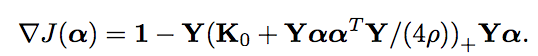 ∇J(α) = 1 − Y(K₀ + Yαα^T Y/(4ρ))₊Yα.